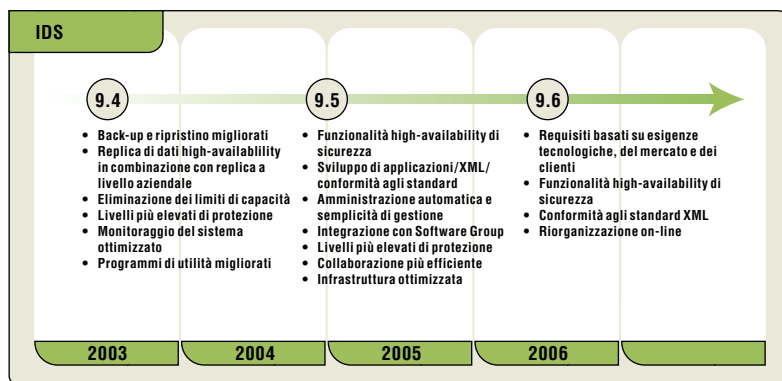 IDS
9.4
• Back-up e ripristino migliorati
• Replica di dati high-availablility
in combinazione con replica a
livello aziendale
• Eliminazione dei limiti di capacità
• Livelli più elevati di protezione
• Monitoraggio del sistema
ottimizzato
• Programmi di utilità migliorati
9.5
• Funzionalità high-availability di
sicurezza
• Sviluppo di applicazioni/XML/
conformità agli standard
• Amministrazione automatica e
semplicità di gestione
• Integrazione con Software Group
• Livelli più elevati di protezione
• Collaborazione più efficiente
• Infrastruttura ottimizzata
9.6
• Requisiti basati su esigenze
tecnologiche, del mercato e dei
clienti
• Funzionalità high-availability di
sicurezza
• Conformità agli standard XML
• Riorganizzazione on-line
2003
2004
2005
2006